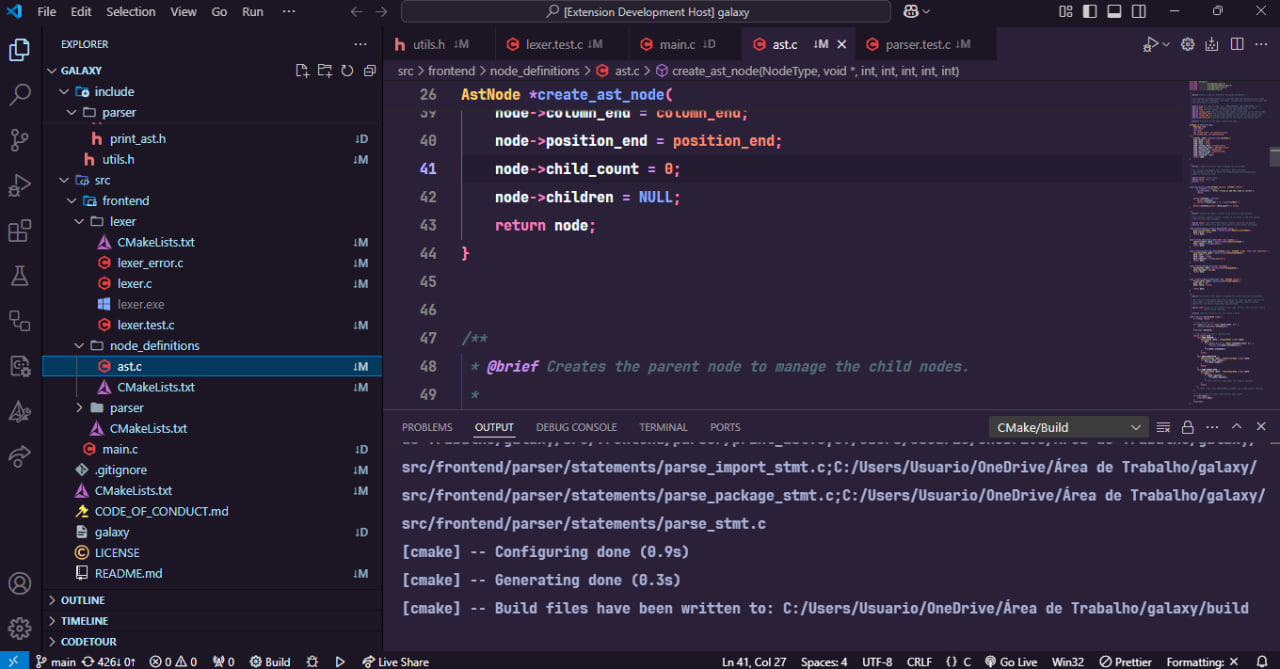 File Edit Selection View Go Run ··· [Extension Development Host] galaxy
EXPLORER ···
GALAXY
include
parser
print_ast.h ↓D
utils.h ↓M
src
frontend
lexer
CMakeLists.txt ↓M
lexer_error.c ↓M
lexer.c ↓M
lexer.exe
lexer.test.c ↓M
node_definitions
ast.c ↓M
CMakeLists.txt ↓M
parser
CMakeLists.txt ↓M
main.c ↓D
.gitignore ↓M
CMakeLists.txt ↓M
CODE_OF_CONDUCT.md
galaxy ↓D
LICENSE
README.md ↓M
OUTLINE
TIMELINE
CODETOUR
utils.h ↓M lexer.test.c ↓M main.c ↓D ast.c ↓M parser.test.c ↓M
src > frontend > node_definitions > ast.c > create_ast_node(NodeType, void *, int, int, int, int, int)
26 AstNode *create_ast_node(
39 node->column_end = column_end;
40 node->position_end = position_end;
41 node->child_count = 0;
42 node->children = NULL;
43 return node;
44 }
45
46
47 /**
48 * @brief Creates the parent node to manage the child nodes.
49 *
PROBLEMS OUTPUT DEBUG CONSOLE TERMINAL PORTS CMake/Build
src/frontend/parser/statements/parse_import_stmt.c;C:/Users/Usuario/OneDrive/Área de Trabalho/galaxy/
src/frontend/parser/statements/parse_package_stmt.c;C:/Users/Usuario/OneDrive/Área de Trabalho/galaxy/
src/frontend/parser/statements/parse_stmt.c
[cmake] -- Configuring done (0.9s)
[cmake] -- Generating done (0.3s)
[cmake] -- Build files have been written to: C:/Users/Usuario/OneDrive/Área de Trabalho/galaxy/build
main 426↓ 0↑ 0 0 0 Build Live Share Ln 41, Col 27 Spaces: 4 UTF-8 CRLF {} C Go Live Win32 Prettier Formatting: ×